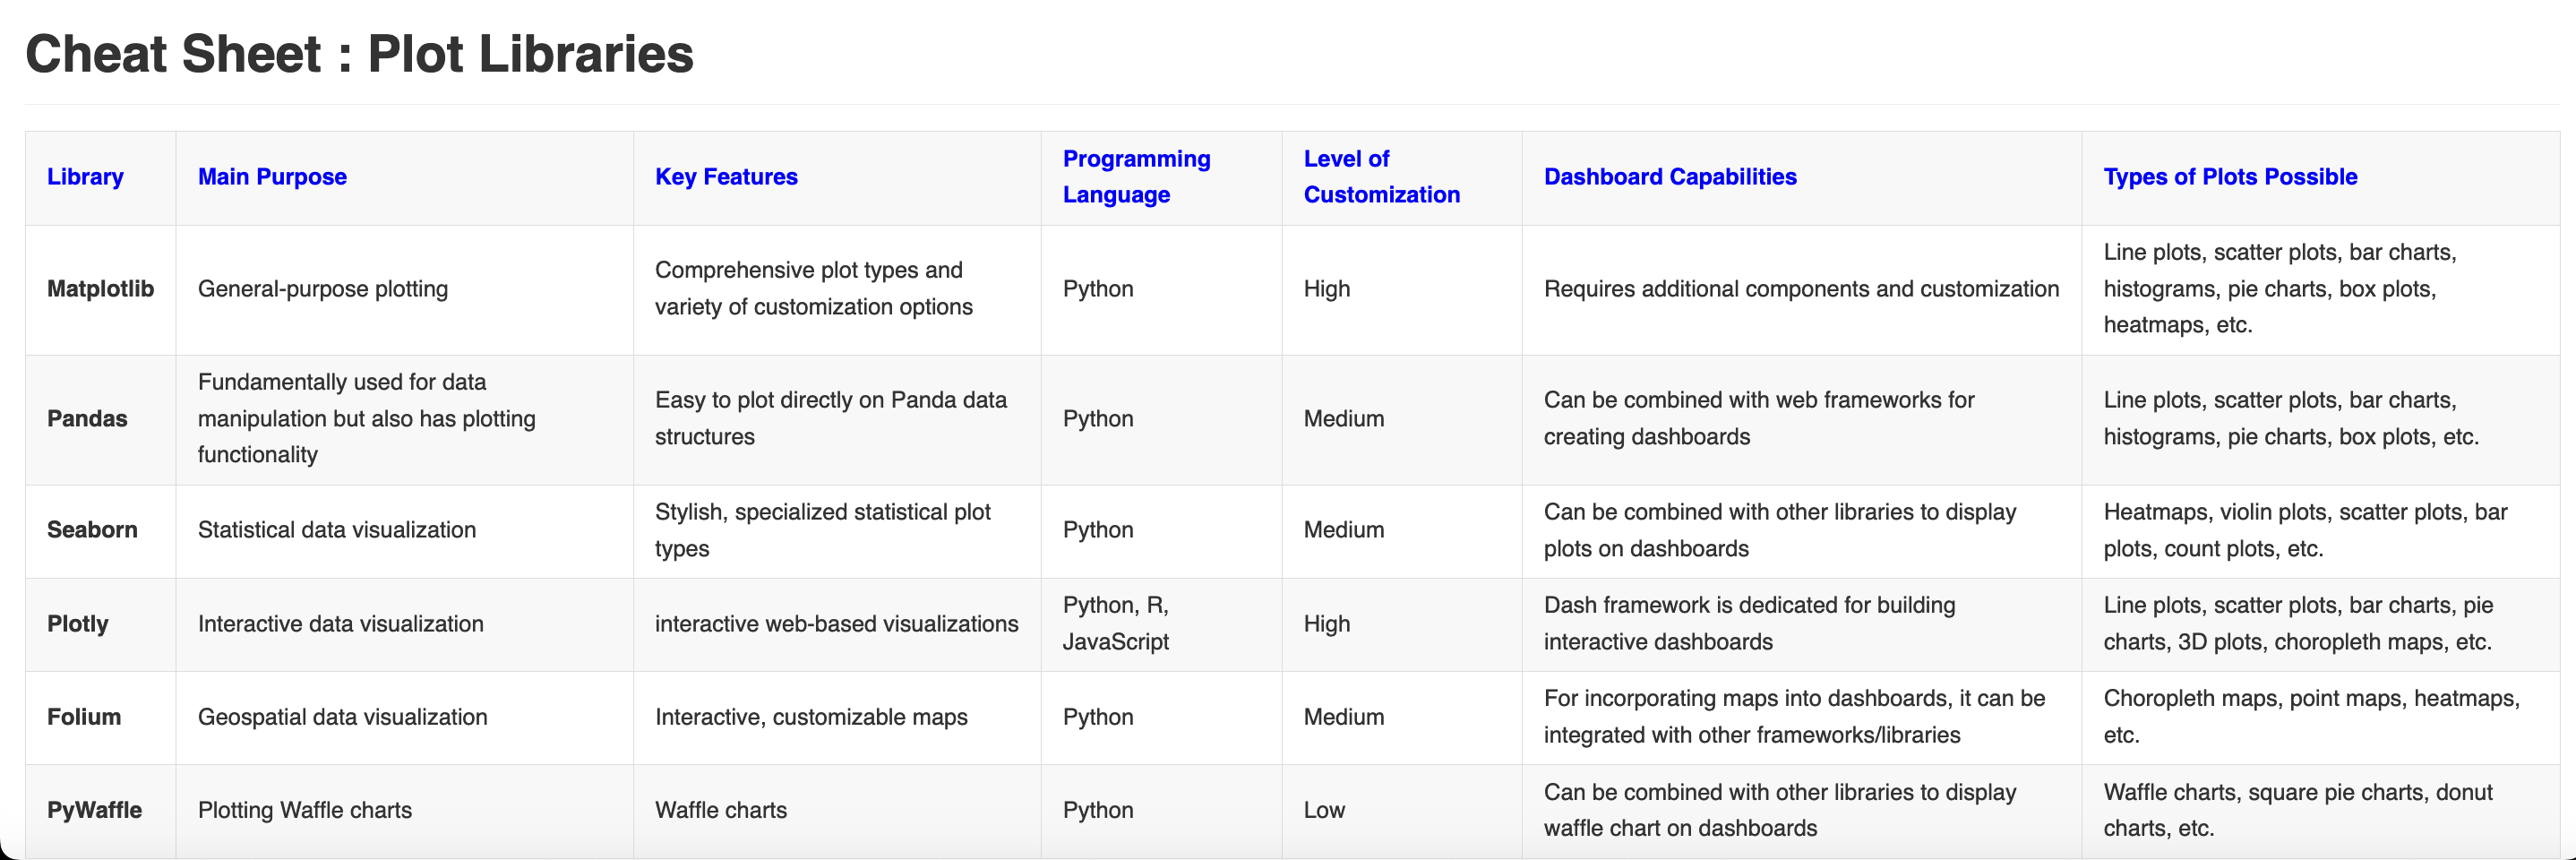 Cheat Sheet : Plot Libraries
Library
Main Purpose
Key Features
Programming
Language
Level of
Customization
Dashboard Capabilities
Types of Plots Possible
Matplotlib
General-purpose plotting
Comprehensive plot types and
variety of customization options
Python
High
Requires additional components and customization
Line plots, scatter plots, bar charts,
histograms, pie charts, box plots,
heatmaps, etc.
Pandas
Fundamentally used for data
manipulation but also has plotting
functionality
Easy to plot directly on Panda data
structures
Python
Medium
Can be combined with web frameworks for
creating dashboards
Line plots, scatter plots, bar charts,
histograms, pie charts, box plots, etc.
Seaborn
Statistical data visualization
Stylish, specialized statistical plot
types
Python
Medium
Can be combined with other libraries to display
plots on dashboards
Heatmaps, violin plots, scatter plots, bar
plots, count plots, etc.
Plotly
Interactive data visualization
interactive web-based visualizations
Python, R,
JavaScript
High
Dash framework is dedicated for building
interactive dashboards
Line plots, scatter plots, bar charts, pie
charts, 3D plots, choropleth maps, etc.
Folium
Geospatial data visualization
Interactive, customizable maps
Python
Medium
For incorporating maps into dashboards, it can be
integrated with other frameworks/libraries
Choropleth maps, point maps, heatmaps,
etc.
PyWaffle
Plotting Waffle charts
Waffle charts
Python
Low
Can be combined with other libraries to display
waffle chart on dashboards
Waffle charts, square pie charts, donut
charts, etc.